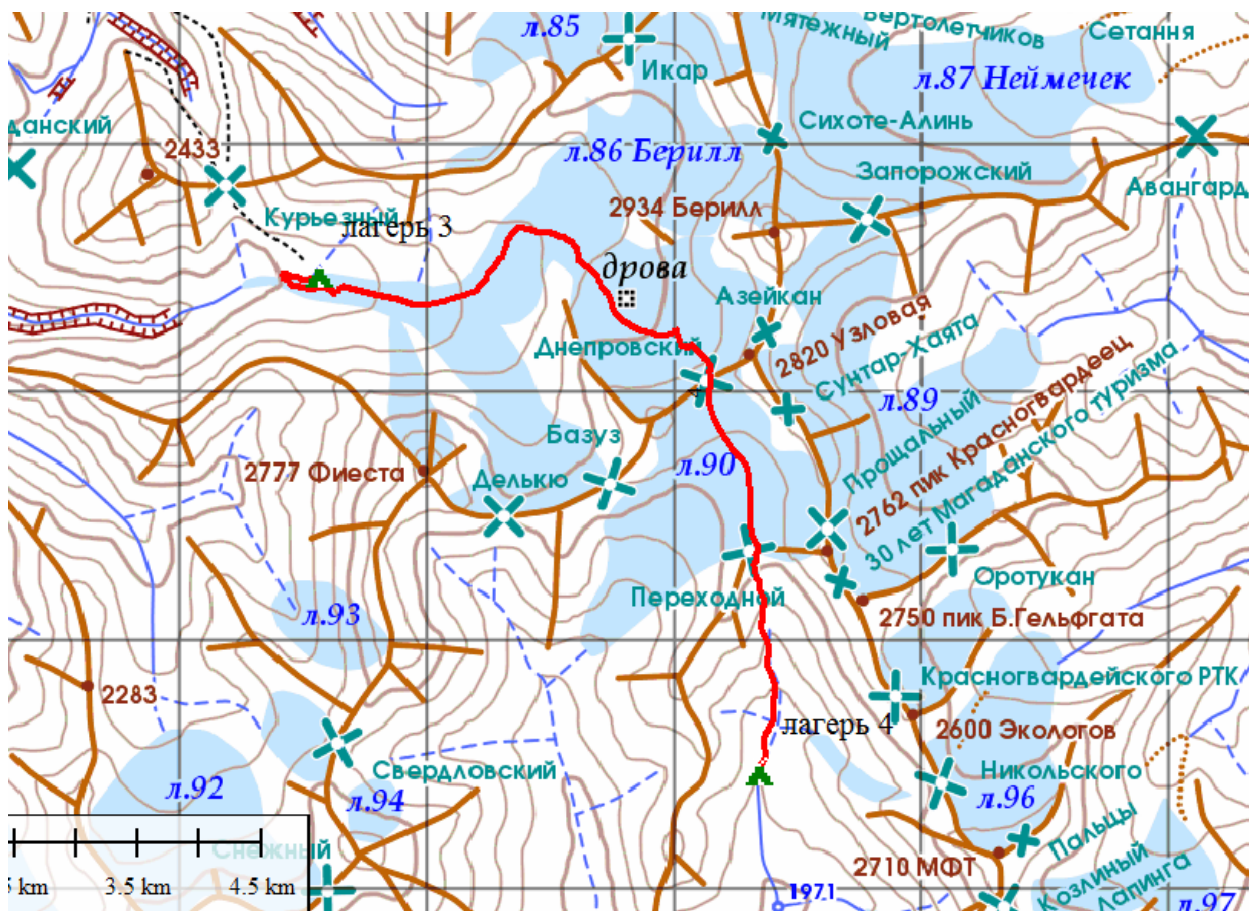 л.85
Икар
Мятежный
Вертолетчиков
Сетання
л.87 Неймечек
данский
2433
Сихоте-Алинь
л.86 Берилл
Запорожский
Авангард
Курьезный
лагерь 3
2934 Берилл
дрова
Азейкан
Днепровский
2820 Узловая
Сунтар-Хаята
л.89
Прощальный
2762 пик Красногвардеец
30 лет Магаданского туризма
Базуз
л.90
2777 Фиеста
Делькю
Оротукан
Переходной
л.93
2750 пик Б.Гельфгата
Красногвардейского РТК
2283
лагерь 4
2600 Экологов
Свердловский
Никольского
л.92
л.94
л.96
Пальцы
Снежный
2710 МФТ
Козлиный
Лапинга
5 km
3.5 km
4.5 km
1971
л.97